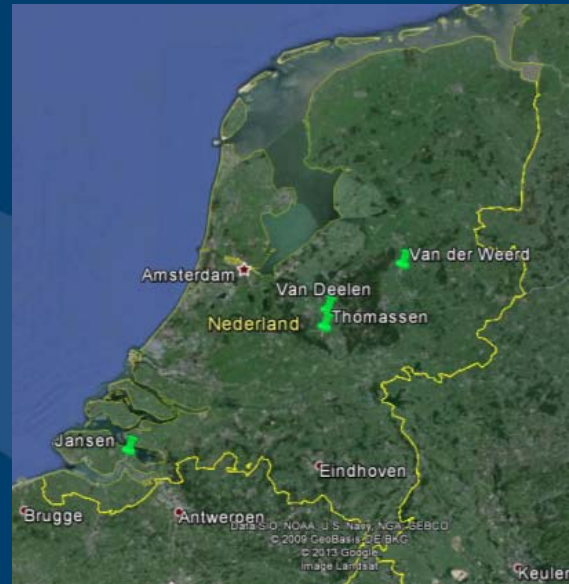 Van der Weerd
Amsterdam
Van Deelen
Nederland
Thomassen
Jansen
Eindhoven
Brugge
Antwerpen
Data SIO, NOAA, U.S. Navy, NGA, GEBCO
© 2009 GeoBasis-DE/BKG
© 2013 Google
Image Landsat
Keulen